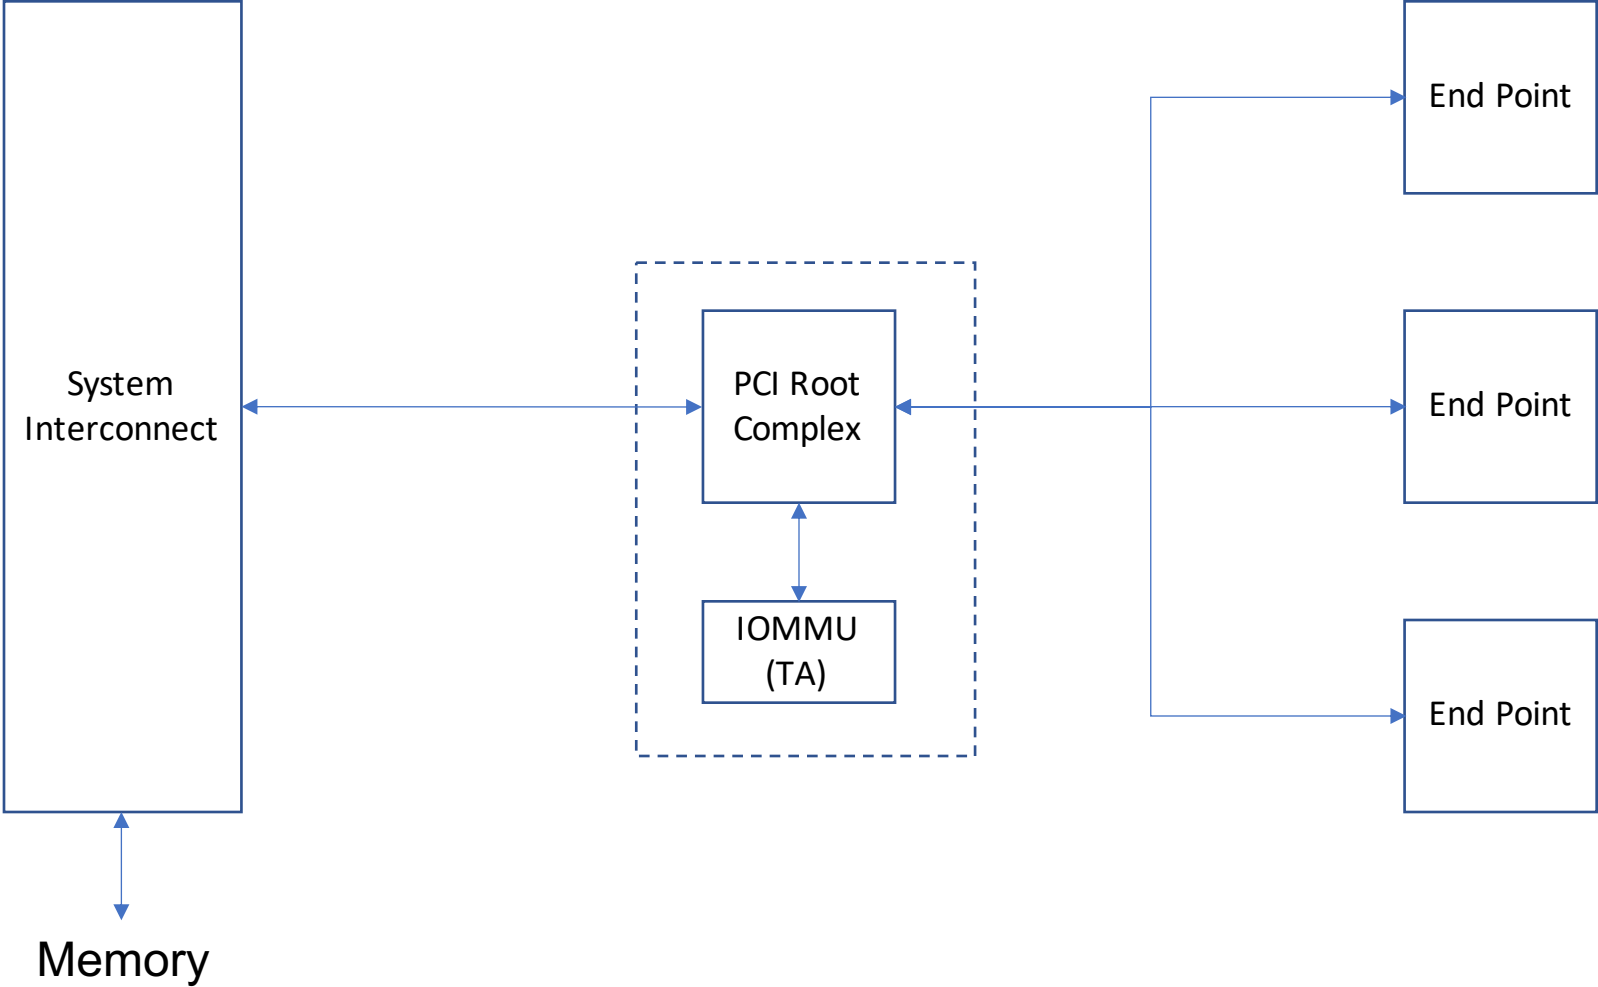 System
Interconnect
Memory
PCI Root
Complex
IOMMU
(TA)
End Point
End Point
End Point